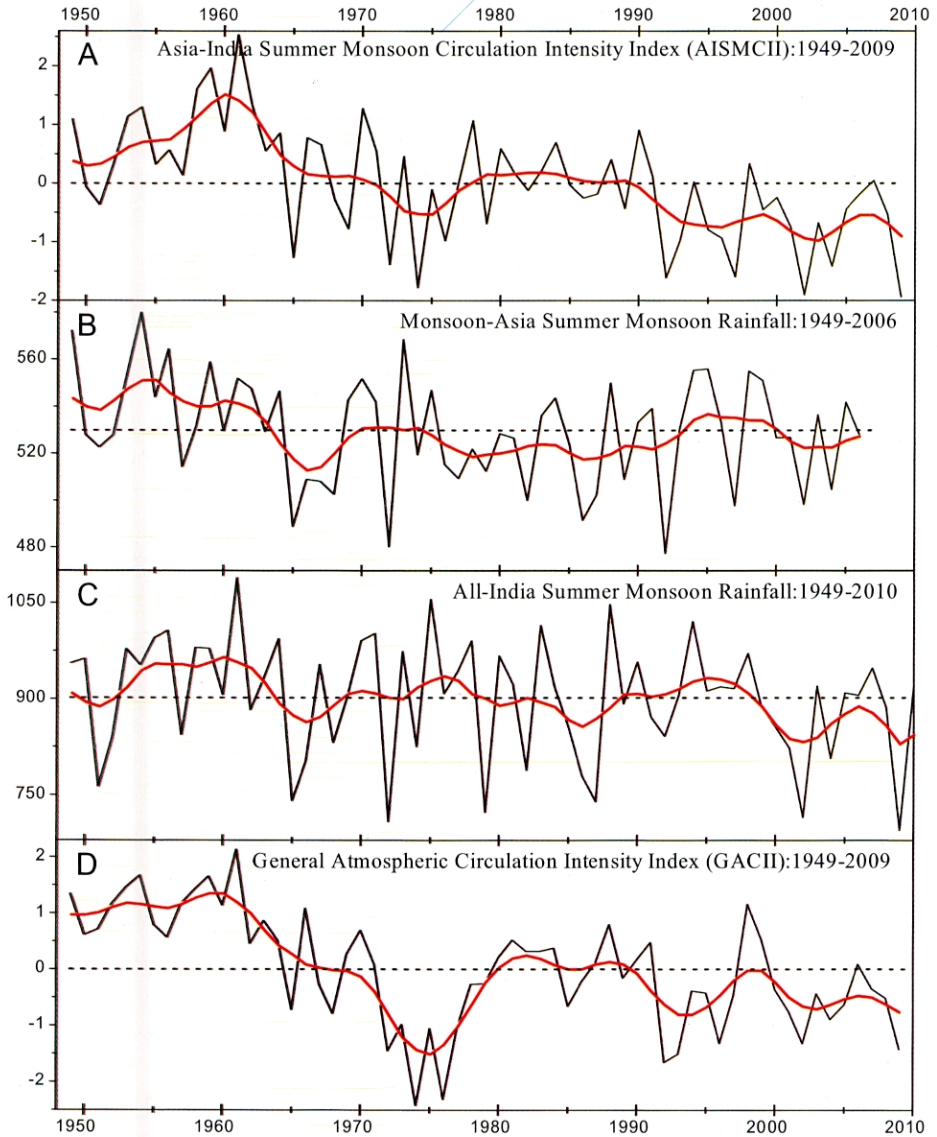 1950 1960 1970 1980 1990 2000 2010
A
Asia-India Summer Monsoon Circulation Intensity Index (AISMCII):1949-2009
2
1
0
-1
-2
B
Monsoon-Asia Summer Monsoon Rainfall:1949-2006
560
520
480
C
All-India Summer Monsoon Rainfall:1949-2010
1050
900
750
D
General Atmospheric Circulation Intensity Index (GACII):1949-2009
2
1
0
-1
-2
1950 1960 1970 1980 1990 2000 2010